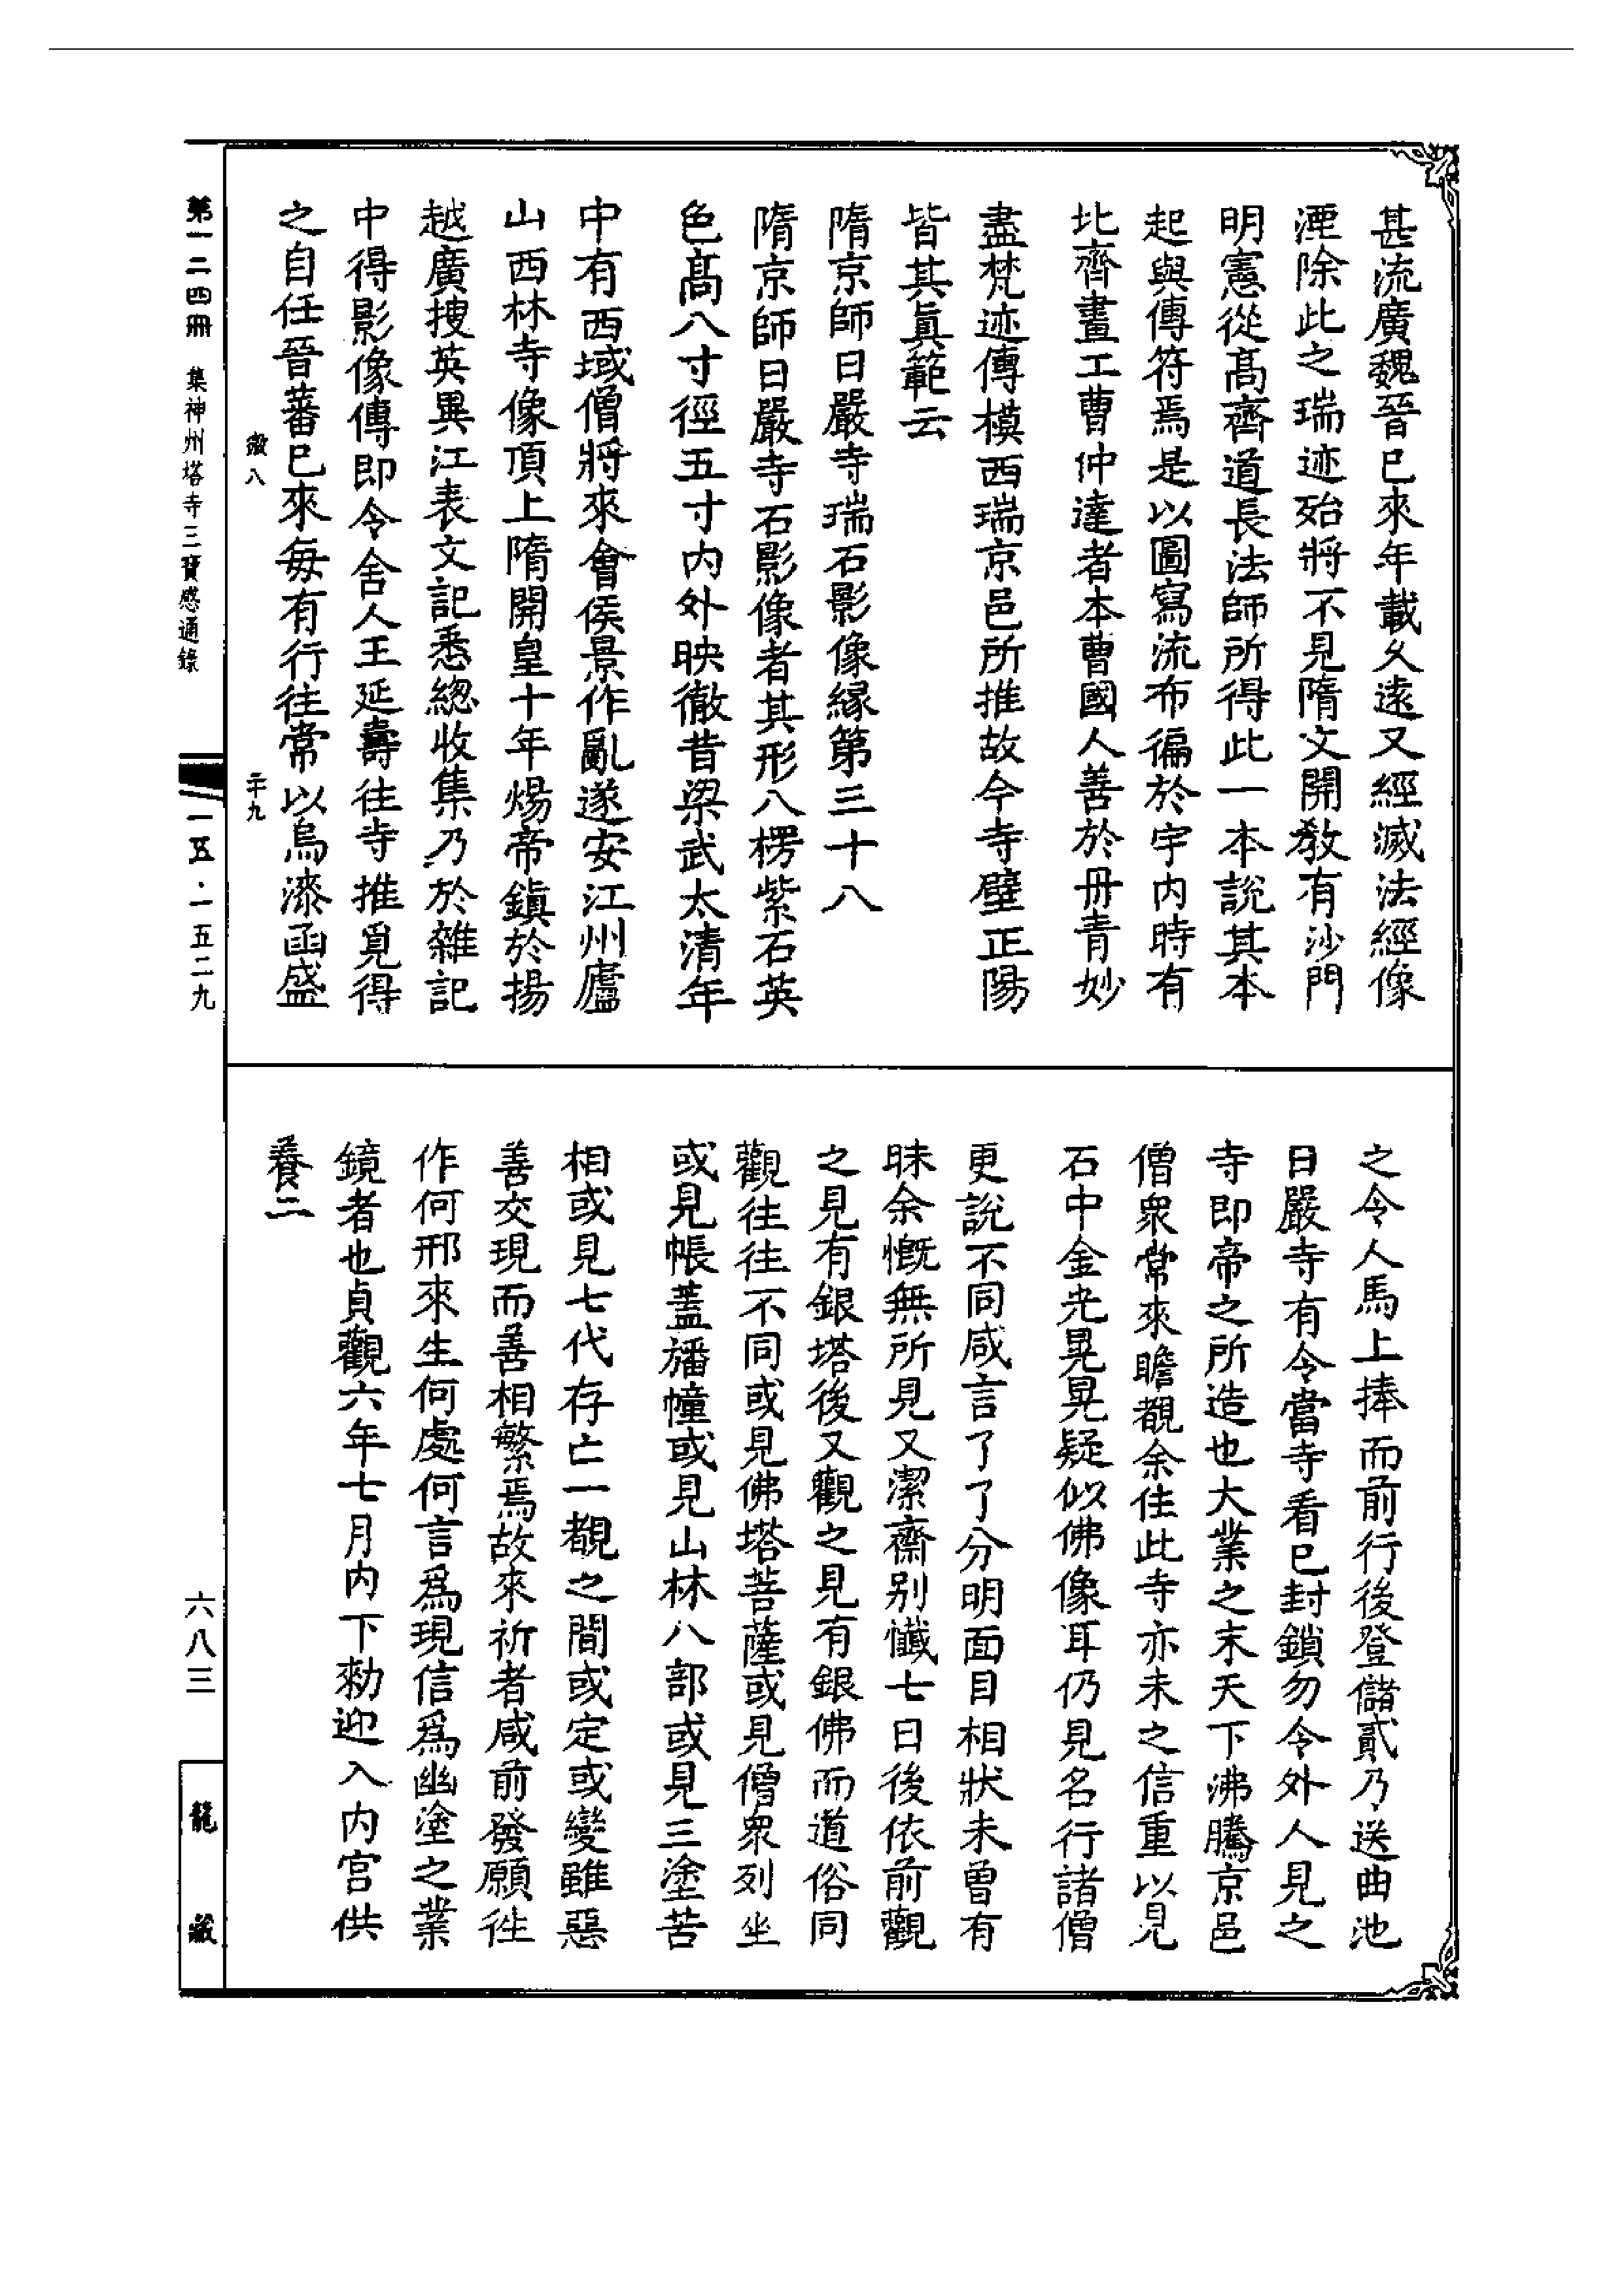 甚流廣魏晉已來年載久遠又經滅法經像
湮除此之瑞迹殆將不見隋文開教有沙門
明憲從髙齊道長法師所得此一本說其本
起與傳符焉是以圖寫流布徧於宇内時有
北齊畫工曹仲達者本曹國人善於丹青妙
盡梵迹傳模西瑞京邑所推故今寺壁正陽
皆其眞範云
隋京師日嚴寺瑞石影像緣第三十八
隋京師日嚴寺石影像者其形八楞紫石英
色髙八寸徑五寸内外映徹昔梁武太清年
中有西域僧將來會侯景作亂遂安江州廬
山西林寺像頂上隋開皇十年煬帝鎭於揚
越廣搜英異江表文記悉總收集乃於雜記
中得影像傳即令舍人王延壽往寺推覓得
之自任晉蕃已來每有行往常以烏漆函盛
之令人馬上捧而前行後登儲貳乃送曲池
日嚴寺有令當寺看已封鎖勿令外人見之
寺即帝之所造也大業之末天下沸騰京邑
僧衆常來瞻覩余住此寺亦未之信重以見
石中金光晃晃疑似佛像耳仍見名行諸僧
更說不同咸言了了分明面目相狀未曾有
昧余慨無所見又潔齋别懺七日後依前觀
之見有銀塔後又觀之見有銀佛而道俗同
觀往往不同或見佛塔菩薩或見僧衆列坐
或見帳蓋旛幢或見山林八部或見三塗苦
相或見七代存亡一覩之間或定或變雖惡
善交現而善相繁焉故來祈者咸前發願往
作何邢來生何處何言爲現信爲幽塗之業
鏡者也貞觀六年七月内下勑迎入内宫供
養二
徽八 二十九
第一二四冊 集神州塔寺三寶感通錄
一五·一五二九
六八三
龍藏